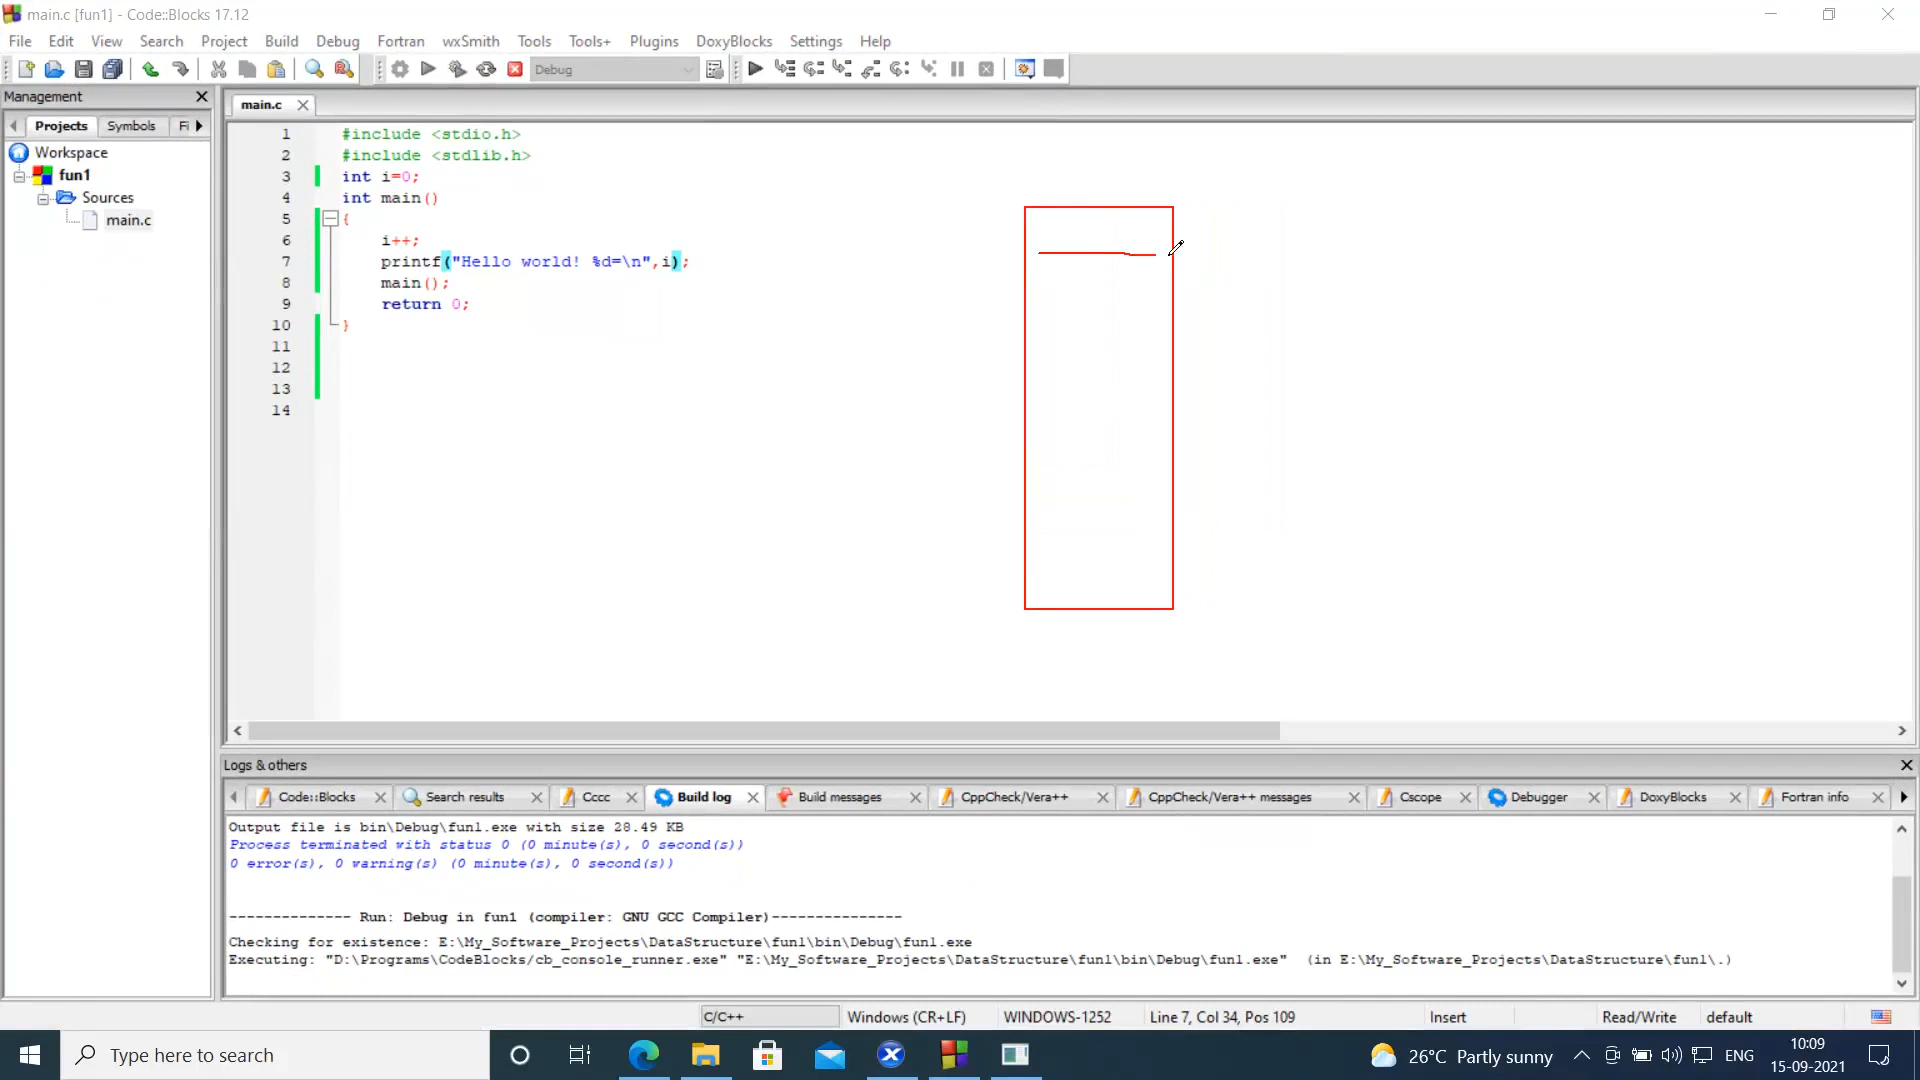 main.c [fun1] - Code::Blocks 17.12
File Edit View Search Project Build Debug Fortran wxSmith Tools Tools+ Plugins DoxyBlocks Settings Help
Debug
Management
main.c
Projects Symbols Fi
Workspace
fun1
Sources
main.c
1 #include <stdio.h>
2 #include <stdlib.h>
3 int i=0;
4 int main()
5 {
6 i++;
7 printf("Hello world! %d=\n",i);
8 main();
9 return 0;
10 }
11
12
13
14
Logs & others
Code::Blocks Search results Cccc Build log Build messages CppCheck/Vera++ CppCheck/Vera++ messages Cscope Debugger DoxyBlocks Fortran info
Output file is bin\Debug\fun1.exe with size 28.49 KB
Process terminated with status 0 (0 minute(s), 0 second(s))
0 error(s), 0 warning(s) (0 minute(s), 0 second(s))
-------------- Run: Debug in fun1 (compiler: GNU GCC Compiler)---------------
Checking for existence: E:\My_Software_Projects\DataStructure\fun1\bin\Debug\fun1.exe
Executing: "D:\Programs\CodeBlocks/cb_console_runner.exe" "E:\My_Software_Projects\DataStructure\fun1\bin\Debug\fun1.exe" (in E:\My_Software_Projects\DataStructure\fun1\.)
C/C++ Windows (CR+LF) WINDOWS-1252 Line 7, Col 34, Pos 109 Insert Read/Write default
Type here to search
26°C Partly sunny
ENG
10:09
15-09-2021